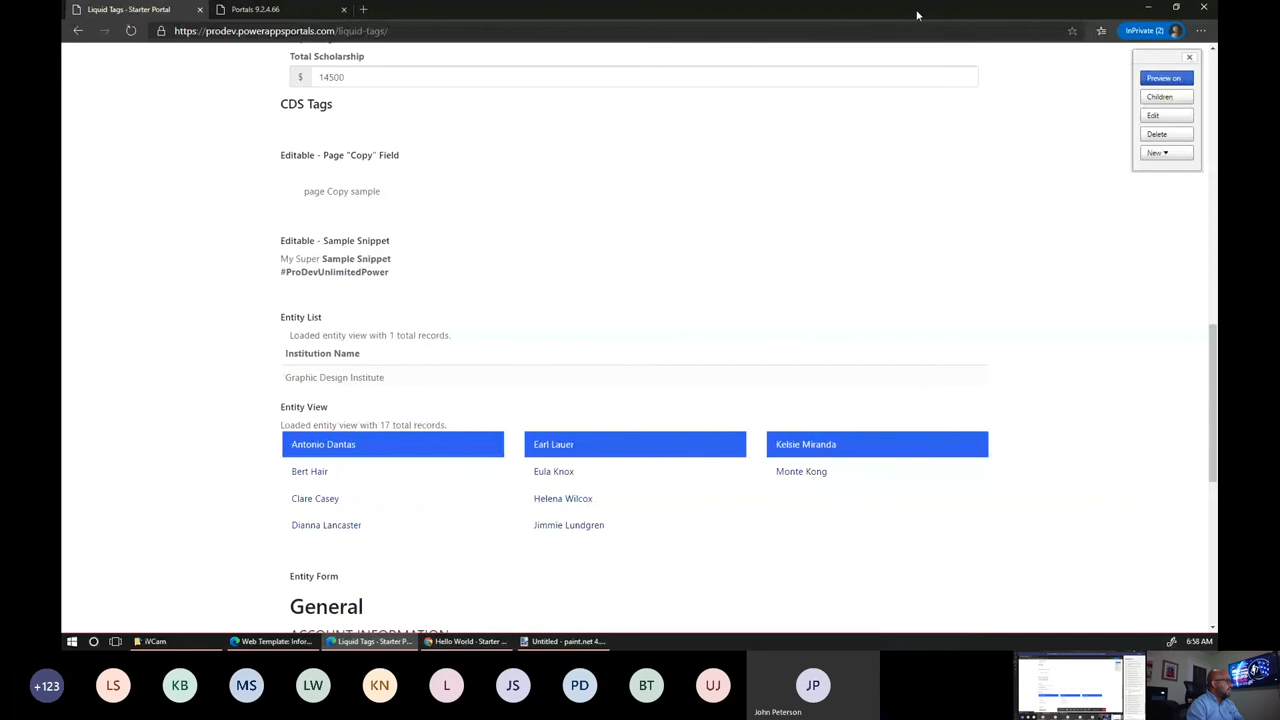 Liquid Tags - Starter Portal
Portals 9.2.4.66
https://prodev.powerappsportals.com/liquid-tags/
InPrivate (2)
Total Scholarship
$ 14500
CDS Tags
Editable - Page "Copy" Field
page Copy sample
Editable - Sample Snippet
My Super Sample Snippet
#ProDevUnlimitedPower
Entity List
Loaded entity view with 1 total records.
Institution Name
Graphic Design Institute
Entity View
Loaded entity view with 17 total records.
Antonio Dantas Earl Lauer Kelsie Miranda
Bert Hair Eula Knox Monte Kong
Clare Casey Helena Wilcox
Dianna Lancaster Jimmie Lundgren
Entity Form
General
ACCOUNT INFORMATION
Preview on
Children
Edit
Delete
New
iVCam
Web Template: Infor...
Liquid Tags - Starter P...
Hello World - Starter ...
Untitled - paint.net 4....
6:58 AM
+123 LS KB MS LW KN JS PD BT IJ JP
John Peterson